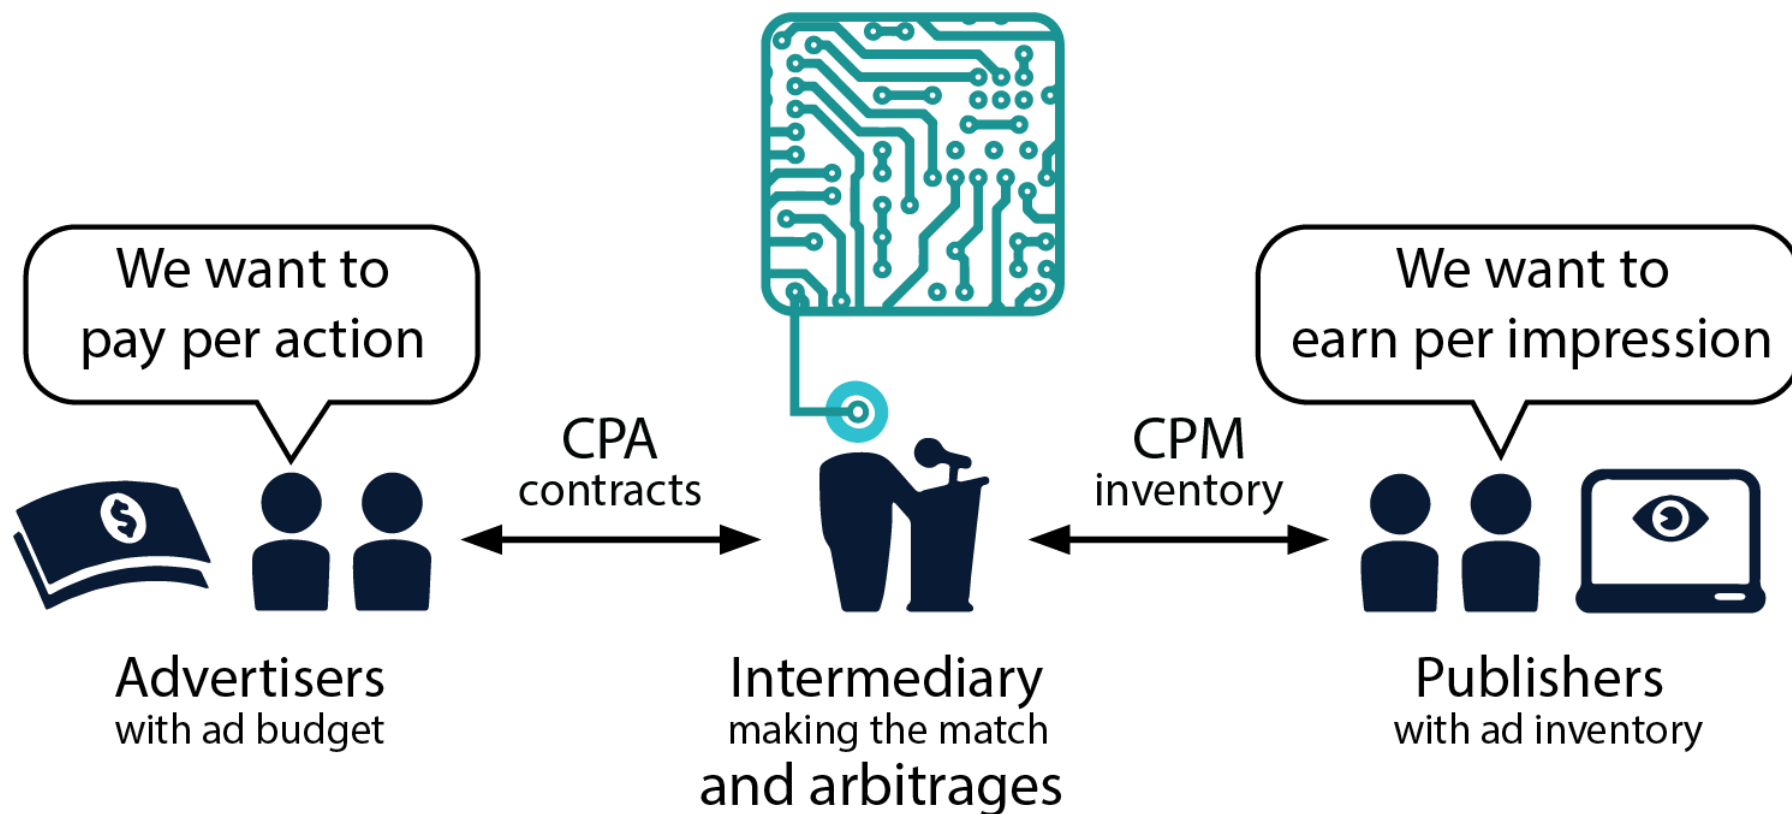 We want to
pay per action
We want to
earn per impression
CPA
contracts
CPM
inventory
$
Advertisers
with ad budget
Intermediary
making the match
and arbitrages
Publishers
with ad inventory